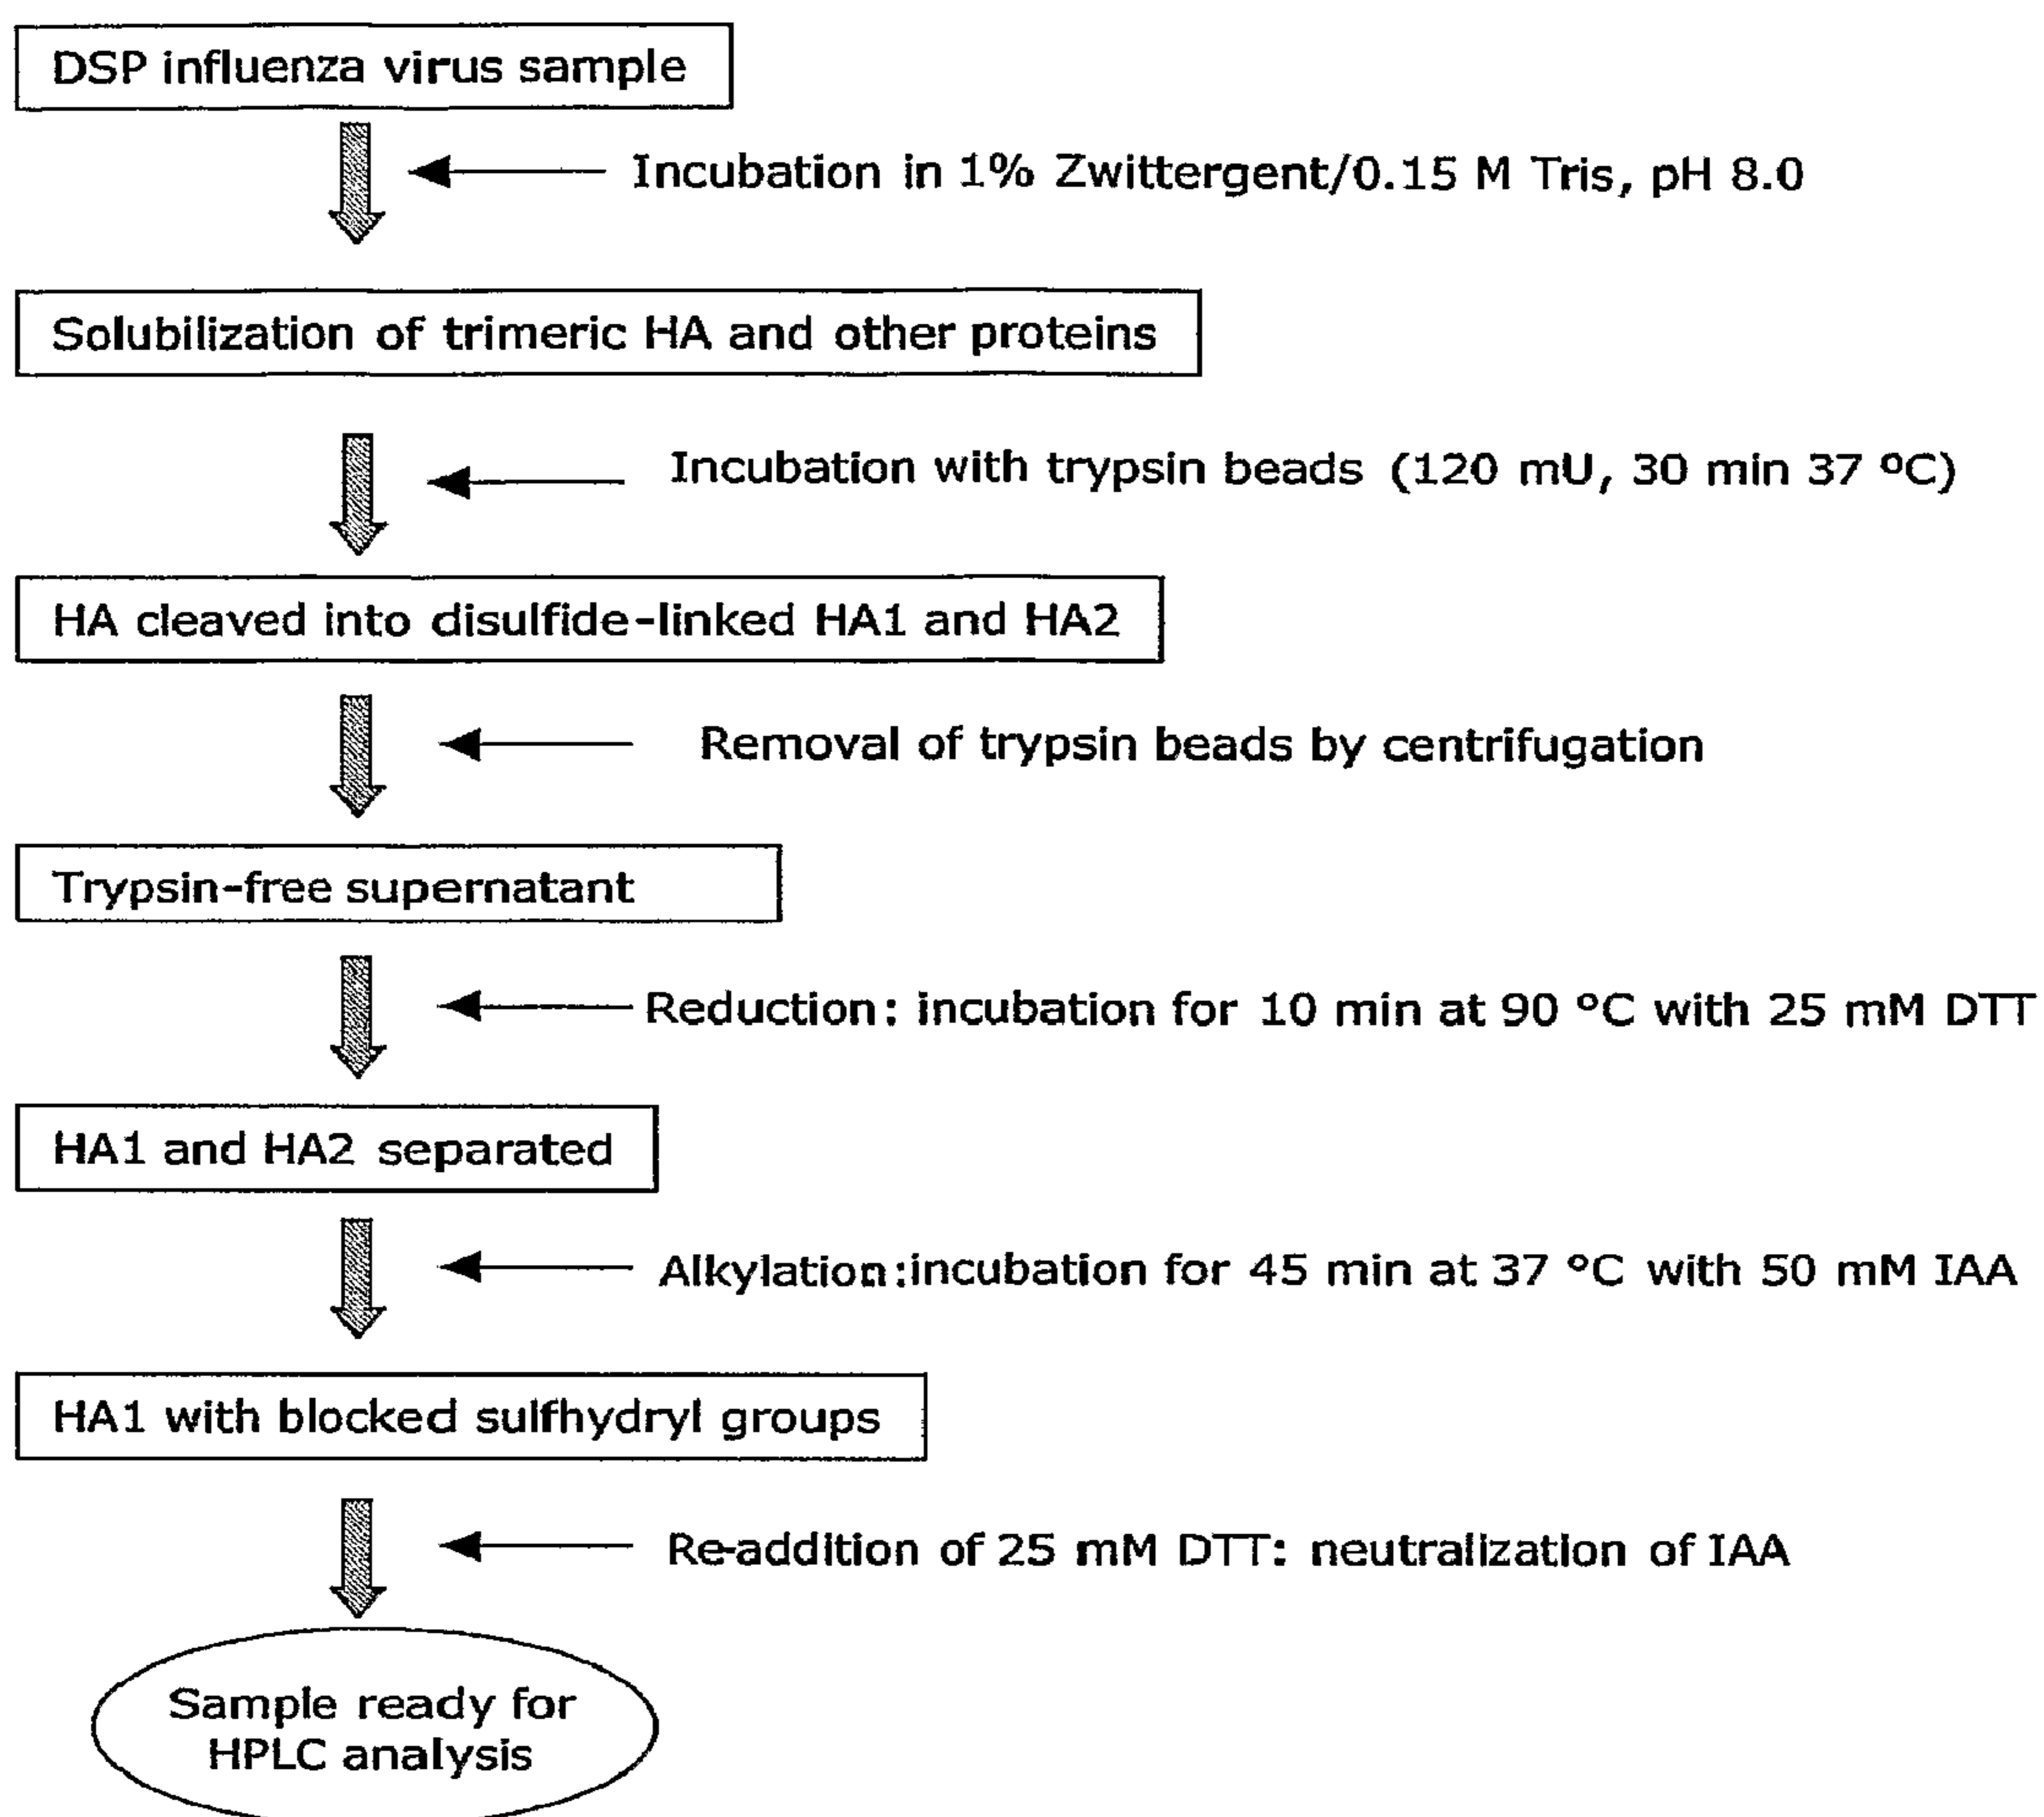 DSP influenza virus sample
Incubation in 1% Zwittergent/0.15 M Tris, pH 8.0
Solubilization of trimeric HA and other proteins
Incubation with trypsin beads (120 mU, 30 min 37 ºC)
HA cleaved into disulfide-linked HA1 and HA2
Removal of trypsin beads by centrifugation
Trypsin-free supernatant
Reduction: incubation for 10 min at 90 ºC with 25 mM DTT
HA1 and HA2 separated
Alkylation:incubation for 45 min at 37 ºC with 50 mM IAA
HA1 with blocked sulfhydryl groups
Re-addition of 25 mM DTT: neutralization of IAA
Sample ready for
HPLC analysis